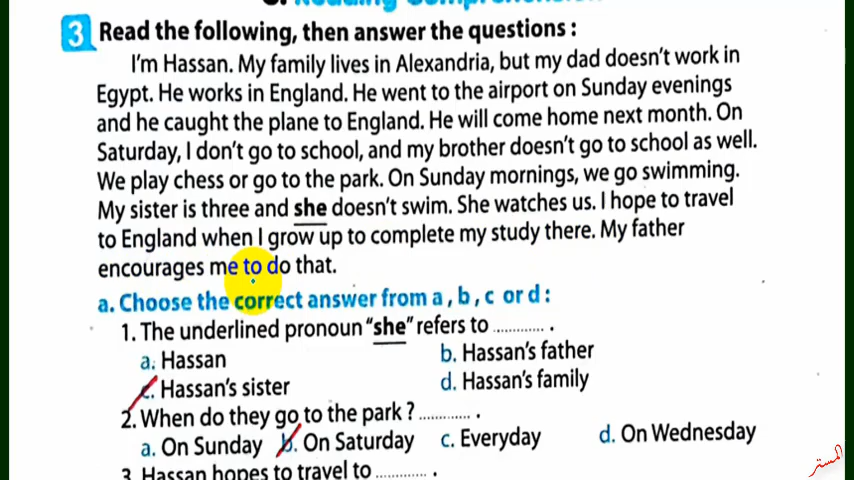 3 Read the following, then answer the questions :
I'm Hassan. My family lives in Alexandria, but my dad doesn't work in
Egypt. He works in England. He went to the airport on Sunday evenings
and he caught the plane to England. He will come home next month. On
Saturday, I don't go to school, and my brother doesn't go to school as well.
We play chess or go to the park. On Sunday mornings, we go swimming.
My sister is three and she doesn't swim. She watches us. I hope to travel
to England when I grow up to complete my study there. My father
encourages me to do that.
a. Choose the correct answer from a , b , c or d :
1. The underlined pronoun "she" refers to ............ .
a. Hassan b. Hassan's father
c. Hassan's sister d. Hassan's family
2. When do they go to the park ? ............ .
a. On Sunday b. On Saturday c. Everyday d. On Wednesday
3. Hassan hopes to travel to ............ .